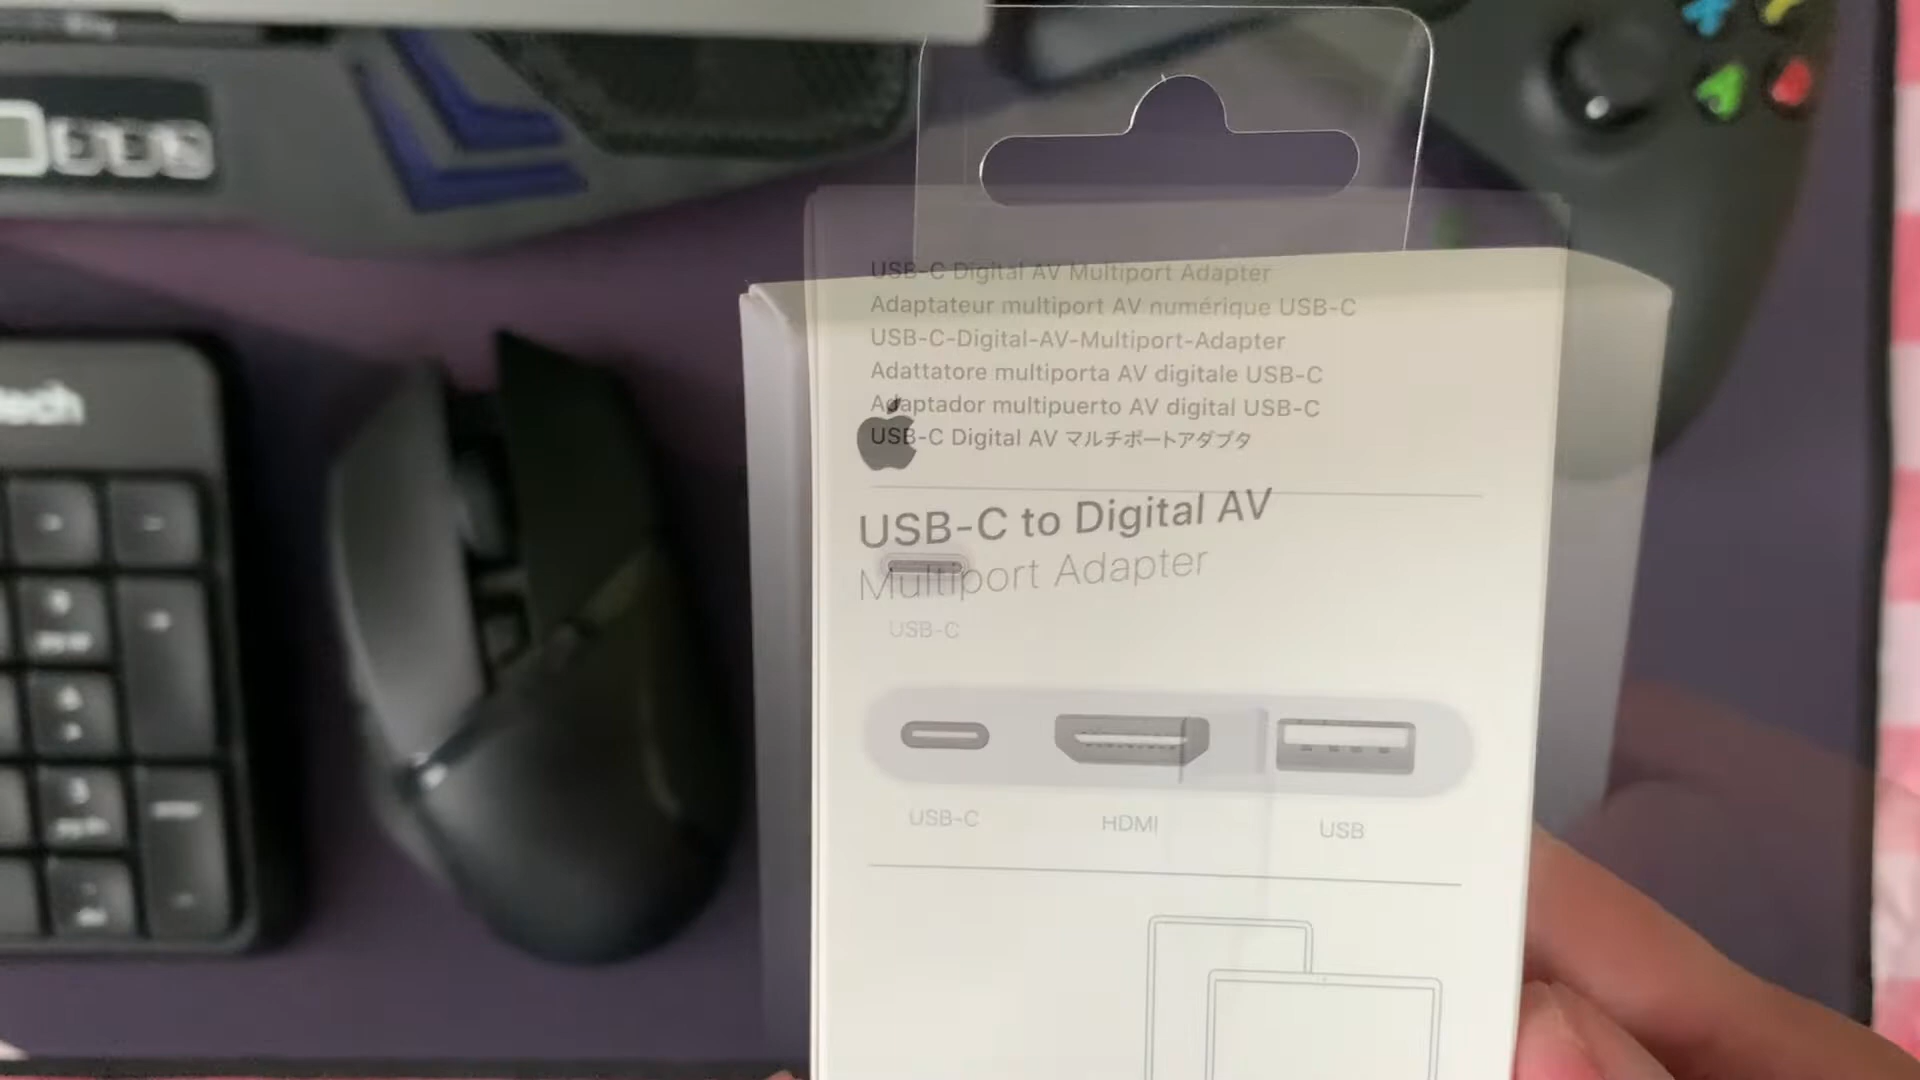 tech
USB-C Digital AV Multiport Adapter
Adaptateur multiport AV numérique USB-C
USB-C-Digital-AV-Multiport-Adapter
Adattatore multiporta AV digitale USB-C
Adaptador multipuerto AV digital USB-C
USB-C Digital AV マルチポートアダプタ
USB-C to Digital AV
Multiport Adapter
USB-C
USB-C HDMI USB